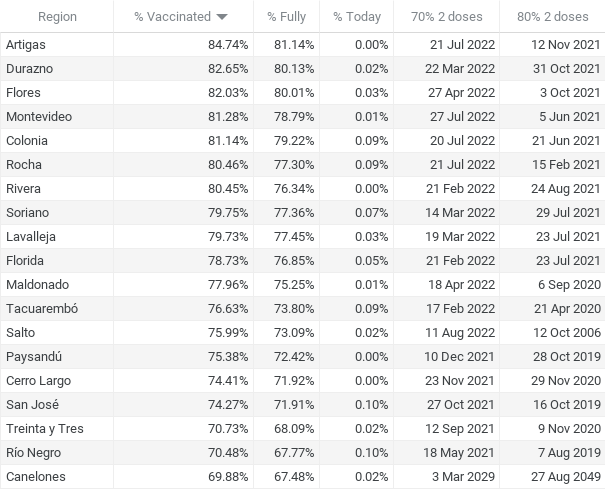 Region % Vaccinated % Fully % Today 70% 2 doses 80% 2 doses
Artigas 84.74% 81.14% 0.00% 21 Jul 2022 12 Nov 2021
Durazno 82.65% 80.13% 0.02% 22 Mar 2022 31 Oct 2021
Flores 82.03% 80.01% 0.03% 27 Apr 2022 3 Oct 2021
Montevideo 81.28% 78.79% 0.01% 27 Jul 2022 5 Jun 2021
Colonia 81.14% 79.22% 0.09% 20 Jul 2022 21 Jun 2021
Rocha 80.46% 77.30% 0.09% 21 Jul 2022 15 Feb 2021
Rivera 80.45% 76.34% 0.00% 21 Feb 2022 24 Aug 2021
Soriano 79.75% 77.36% 0.07% 14 Mar 2022 29 Jul 2021
Lavalleja 79.73% 77.45% 0.03% 19 Mar 2022 23 Jul 2021
Florida 78.73% 76.85% 0.05% 21 Feb 2022 23 Jul 2021
Maldonado 77.96% 75.25% 0.01% 18 Apr 2022 6 Sep 2020
Tacuarembó 76.63% 73.80% 0.09% 17 Feb 2022 21 Apr 2020
Salto 75.99% 73.09% 0.02% 11 Aug 2022 12 Oct 2006
Paysandú 75.38% 72.42% 0.00% 10 Dec 2021 28 Oct 2019
Cerro Largo 74.41% 71.92% 0.00% 23 Nov 2021 29 Nov 2020
San José 74.27% 71.91% 0.10% 27 Oct 2021 16 Oct 2019
Treinta y Tres 70.73% 68.09% 0.02% 12 Sep 2021 9 Nov 2020
Río Negro 70.48% 67.77% 0.10% 18 May 2021 7 Aug 2019
Canelones 69.88% 67.48% 0.02% 3 Mar 2029 27 Aug 2049